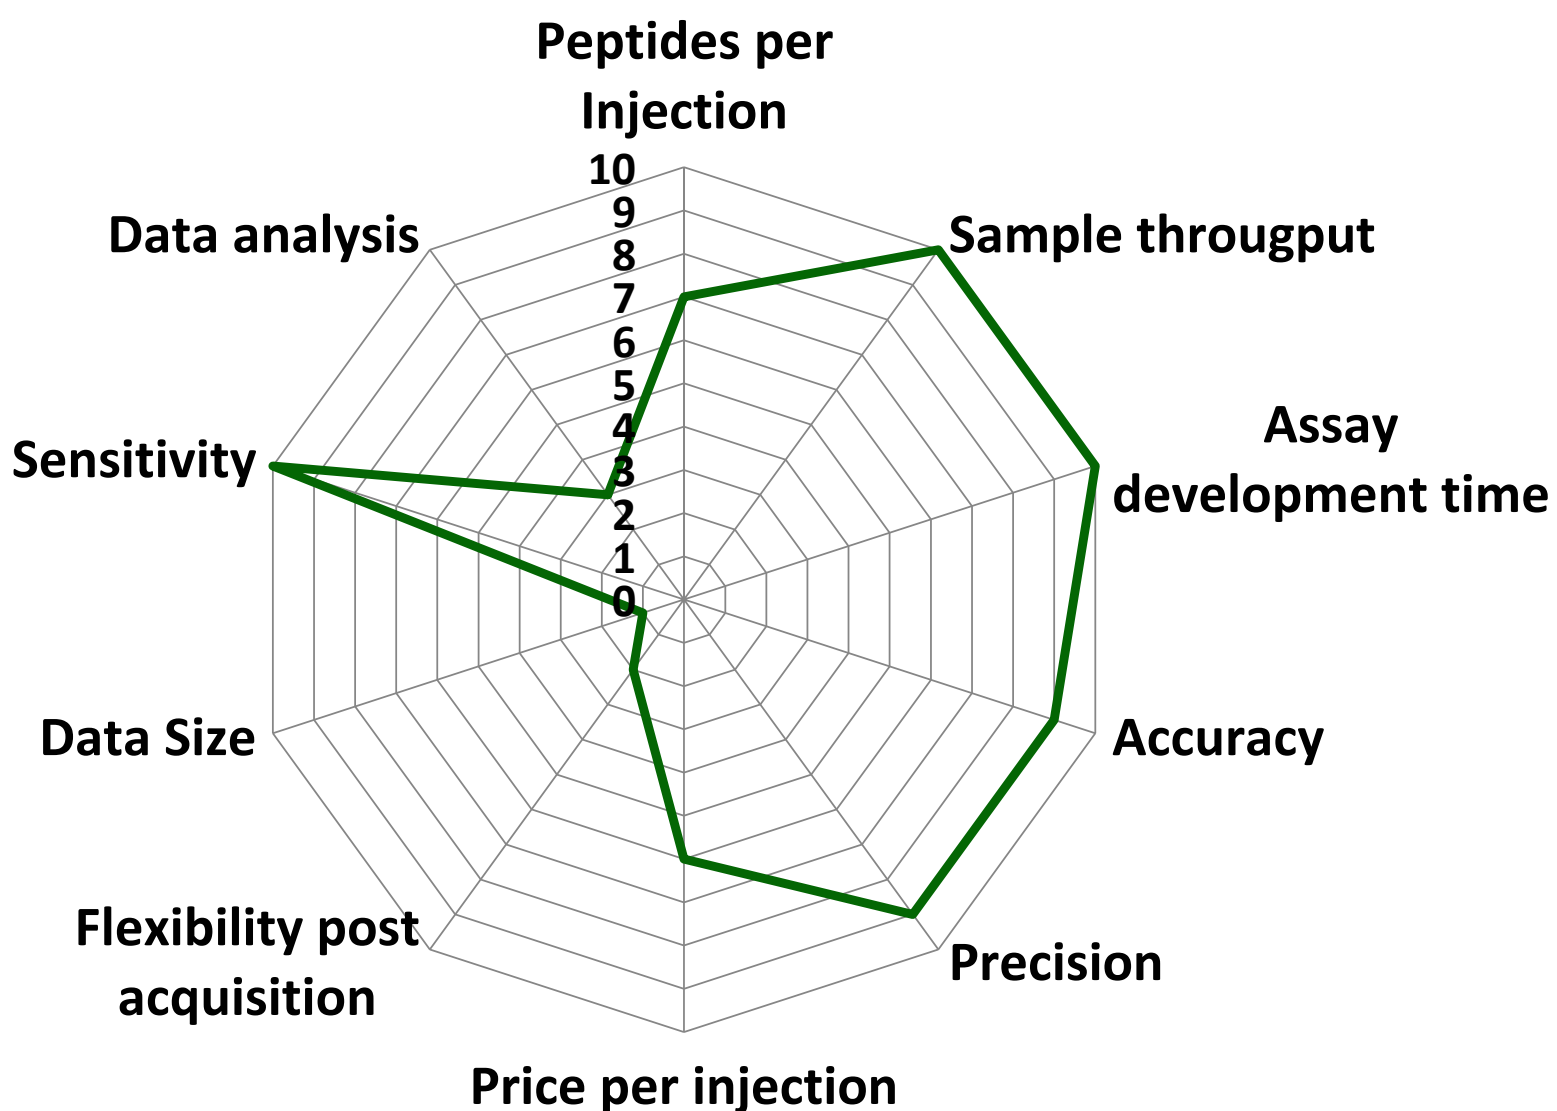 Peptides per
Injection
10
9
8
7
6
5
4
3
2
1
0
Sample througput
Assay
development time
Accuracy
Precision
Price per injection
Flexibility post
acquisition
Data Size
Sensitivity
Data analysis